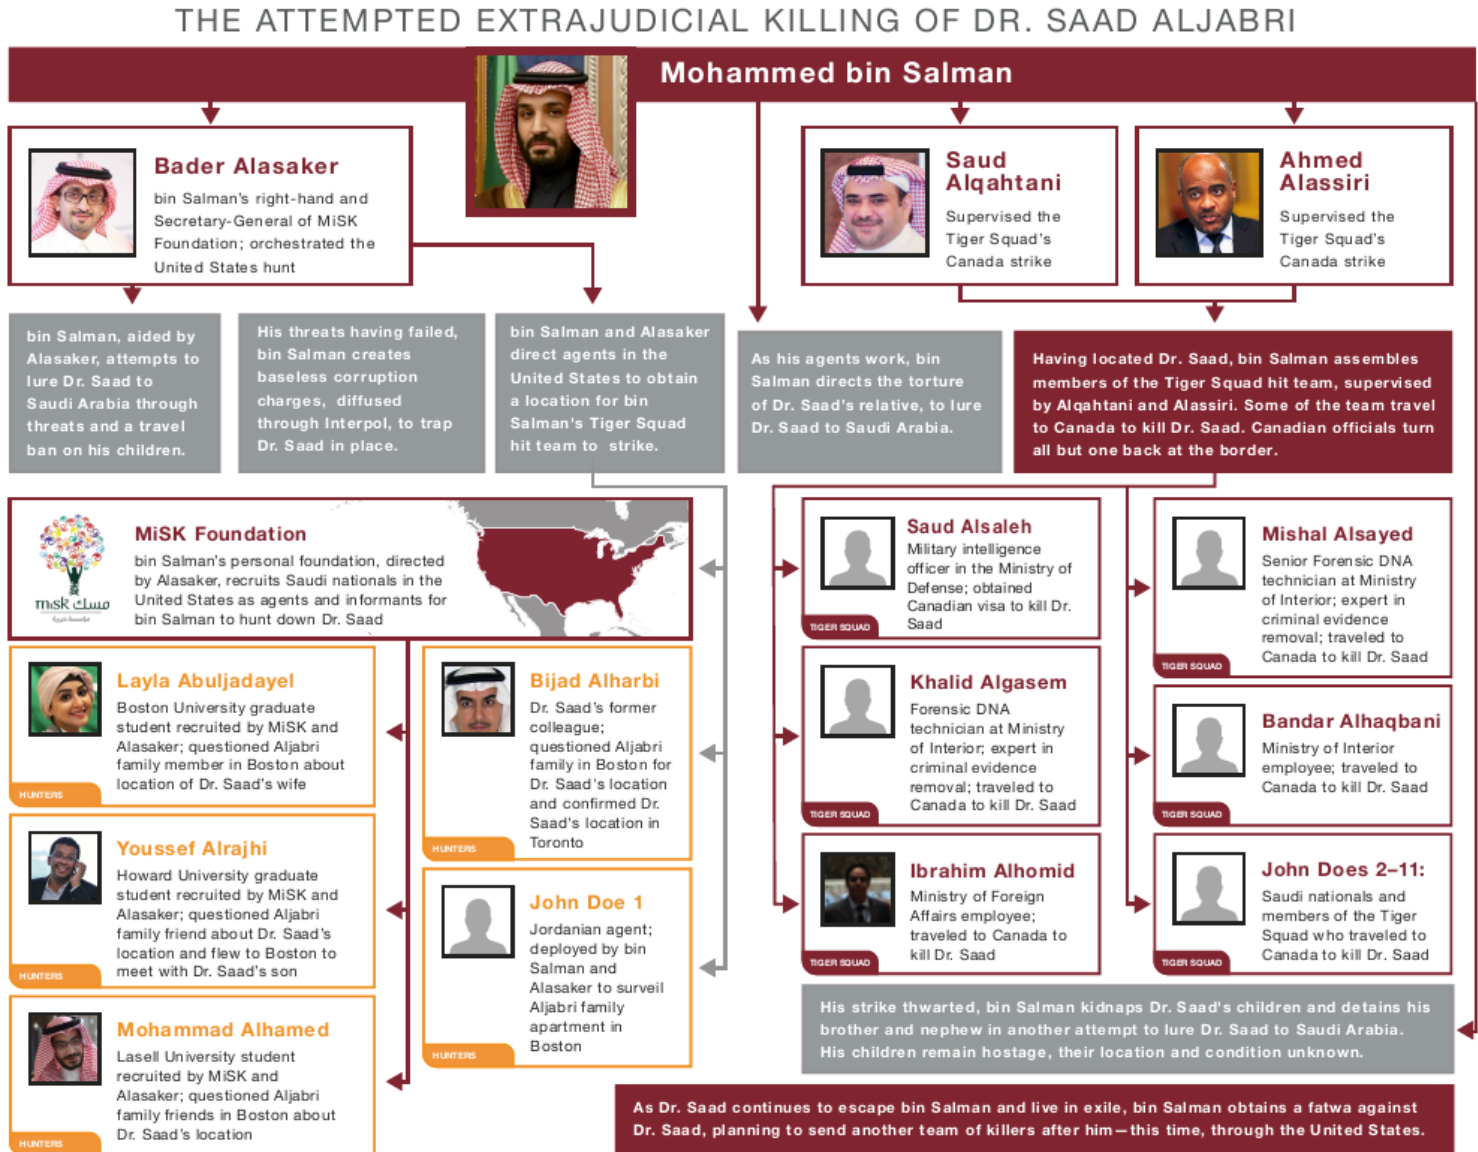 THE ATTEMPTED EXTRAJUDICIAL KILLING OF DR. SAAD ALJABRI
Mohammed bin Salman
Bader Alasaker
bin Salman's right-hand and
Secretary-General of MiSK
Foundation; orchestrated the
United States hunt
Saud
Alqahtani
Supervised the
Tiger Squad's
Canada strike
Ahmed
Alassiri
Supervised the
Tiger Squad's
Canada strike
bin Salman, aided by
Alasaker, attempts to
lure Dr. Saad to
Saudi Arabia through
threats and a travel
ban on his children.
His threats having failed,
bin Salman creates
baseless corruption
charges, diffused
through Interpol, to trap
Dr. Saad in place.
bin Salman and Alasaker
direct agents in the
United States to obtain
a location for bin
Salman's Tiger Squad
hit team to strike.
As his agents work, bin
Salman directs the torture
of Dr. Saad's relative, to lure
Dr. Saad to Saudi Arabia.
Having located Dr. Saad, bin Salman assembles
members of the Tiger Squad hit team, supervised
by Alqahtani and Alassiri. Some of the team travel
to Canada to kill Dr. Saad. Canadian officials turn
all but one back at the border.
MiSK Foundation
bin Salman's personal foundation, directed
by Alasaker, recruits Saudi nationals in the
United States as agents and informants for
bin Salman to hunt down Dr. Saad
misk مسك
Layla Abuljadayel
Boston University graduate
student recruited by MiSK and
Alasaker; questioned Aljabri
family member in Boston about
location of Dr. Saad's wife
HUNTERS
Youssef Alrajhi
Howard University graduate
student recruited by MiSK and
Alasaker; questioned Aljabri
family friend about Dr. Saad's
location and flew to Boston to
meet with Dr. Saad's son
HUNTERS
Mohammad Alhamed
Lasell University student
recruited by MiSK and
Alasaker; questioned Aljabri
family friends in Boston about
Dr. Saad's location
HUNTERS
Bijad Alharbi
Dr. Saad's former
colleague;
questioned Aljabri
family in Boston for
Dr. Saad's location
and confirmed Dr.
Saad's location in
Toronto
HUNTERS
John Doe 1
Jordanian agent;
deployed by bin
Salman and
Alasaker to surveil
Aljabri family
apartment in
Boston
HUNTERS
Saud Alsaleh
Military intelligence
officer in the Ministry of
Defense; obtained
Canadian visa to kill Dr.
Saad
TIGER SQUAD
Khalid Algasem
Forensic DNA
technician at Ministry
of Interior; expert in
criminal evidence
removal; traveled to
Canada to kill Dr. Saad
TIGER SQUAD
Ibrahim Alhomid
Ministry of Foreign
Affairs employee;
traveled to Canada to
kill Dr. Saad
TIGER SQUAD
Mishal Alsayed
Senior Forensic DNA
technician at Ministry
of Interior; expert in
criminal evidence
removal; traveled to
Canada to kill Dr. Saad
TIGER SQUAD
Bandar Alhaqbani
Ministry of Interior
employee; traveled to
Canada to kill Dr. Saad
TIGER SQUAD
John Does 2–11:
Saudi nationals and
members of the Tiger
Squad who traveled to
Canada to kill Dr. Saad
TIGER SQUAD
His strike thwarted, bin Salman kidnaps Dr. Saad's children and detains his
brother and nephew in another attempt to lure Dr. Saad to Saudi Arabia.
His children remain hostage, their location and condition unknown.
As Dr. Saad continues to escape bin Salman and live in exile, bin Salman obtains a fatwa against
Dr. Saad, planning to send another team of killers after him—this time, through the United States.